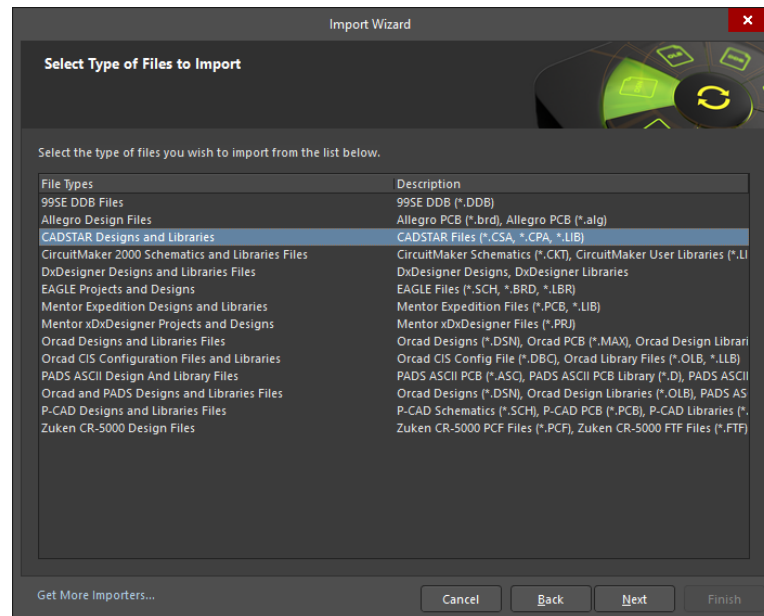 Import Wizard
Select Type of Files to Import
Select the type of files you wish to import from the list below.
File Types Description
99SE DDB Files 99SE DDB (*.DDB)
Allegro Design Files Allegro PCB (*.brd), Allegro PCB (*.alg)
CADSTAR Designs and Libraries CADSTAR Files (*.CSA, *.CPA, *.LIB)
CircuitMaker 2000 Schematics and Libraries Files CircuitMaker Schematics (*.CKT), CircuitMaker User Libraries (*.LI
DxDesigner Designs and Libraries Files DxDesigner Designs, DxDesigner Libraries
EAGLE Projects and Designs EAGLE Files (*.SCH, *.BRD, *.LBR)
Mentor Expedition Designs and Libraries Mentor Expedition Files (*.PCB, *.LIB)
Mentor xDxDesigner Projects and Designs Mentor xDxDesigner Files (*.PRJ)
Orcad Designs and Libraries Files Orcad Designs (*.DSN), Orcad PCB (*.MAX), Orcad Design Librari
Orcad CIS Configuration Files and Libraries Orcad CIS Config File (*.DBC), Orcad Library Files (*.OLB, *.LLB)
PADS ASCII Design And Library Files PADS ASCII PCB (*.ASC), PADS ASCII PCB Library (*.D), PADS ASCII
Orcad and PADS Designs and Libraries Files Orcad Designs (*.DSN), Orcad Design Libraries (*.OLB), PADS AS
P-CAD Designs and Libraries Files P-CAD Schematics (*.SCH), P-CAD PCB (*.PCB), P-CAD Libraries (*.
Zuken CR-5000 Design Files Zuken CR-5000 PCF Files (*.PCF), Zuken CR-5000 FTF Files (*.FTF)
Get More Importers...
Cancel Back Next Finish